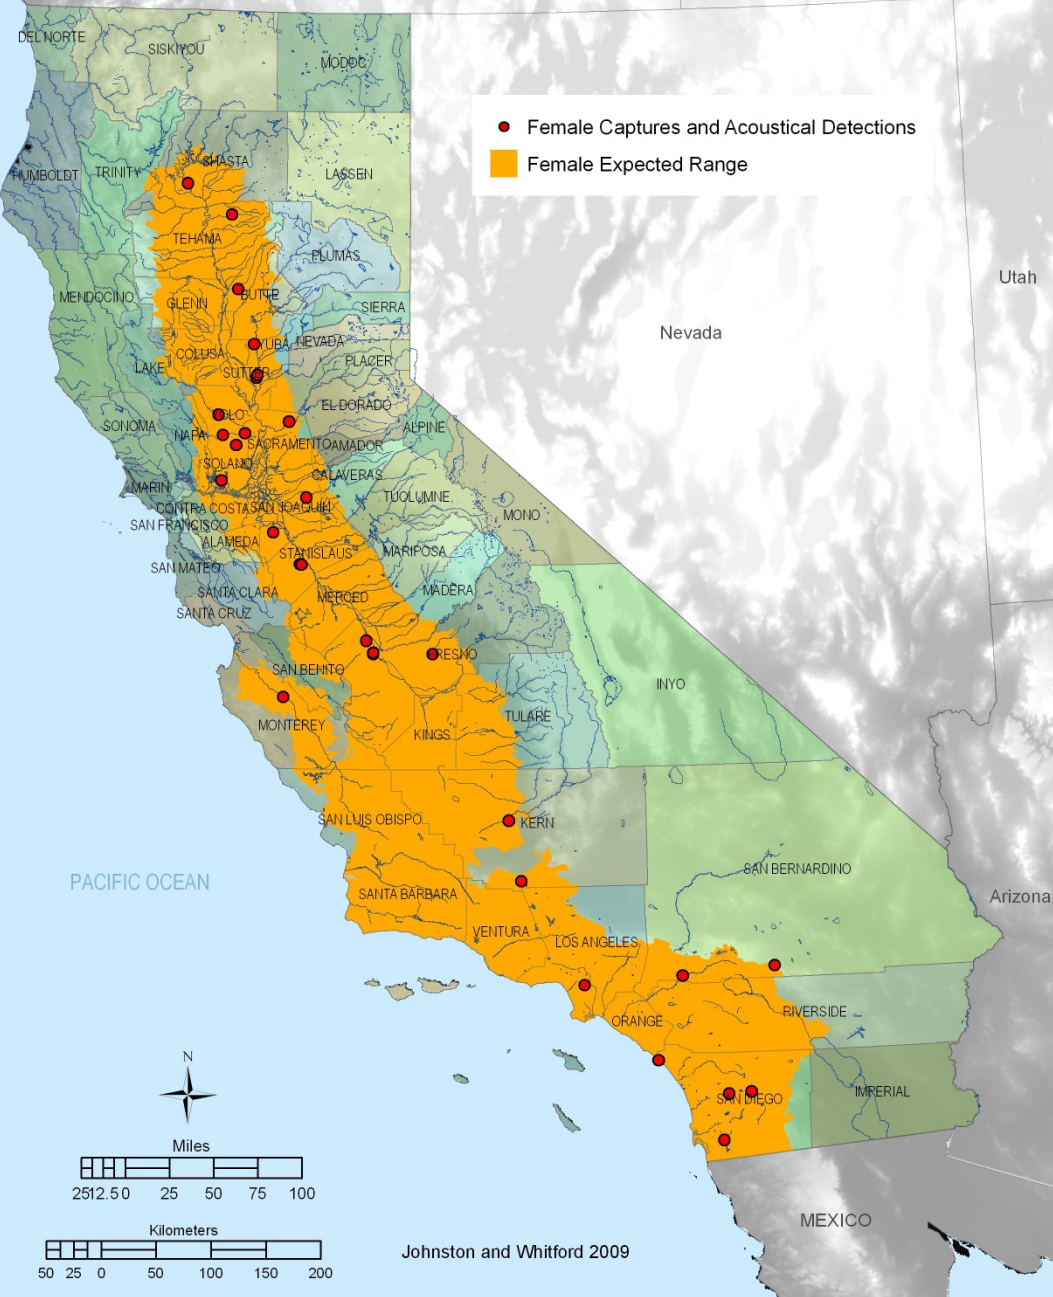 DEL NORTE
SISKIYOU
MODOC
Female Captures and Acoustical Detections
Female Expected Range
HUMBOLDT
TRINITY
SHASTA
LASSEN
TEHAMA
PLUMAS
Utah
MENDOCINO
GLENN
BUTTE
SIERRA
Nevada
COLUSA
YUBA
NEVADA
LAKE
SUTTER
PLACER
EL DORADO
SONOMA
NAPA
YOLO
SACRAMENTO
AMADOR
ALPINE
SOLANO
CALAVERAS
MARIN
CONTRA COSTA
SAN JOAQUIN
TUOLUMNE
MONO
SAN FRANCISCO
ALAMEDA
STANISLAUS
MARIPOSA
SAN MATEO
SANTA CLARA
MERCED
MADERA
SANTA CRUZ
SAN BENITO
FRESNO
INYO
MONTEREY
KINGS
TULARE
SAN LUIS OBISPO
KERN
PACIFIC OCEAN
SANTA BARBARA
SAN BERNARDINO
Arizona
VENTURA
LOS ANGELES
ORANGE
RIVERSIDE
SAN DIEGO
IMPERIAL
N
Miles
25 12.5 0 25 50 75 100
MEXICO
Kilometers
50 25 0 50 100 150 200
Johnston and Whitford 2009